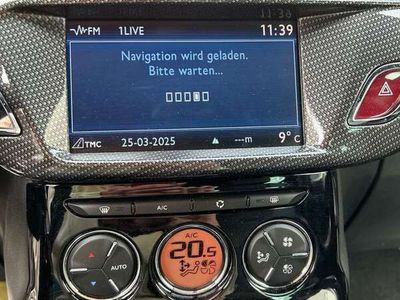 FM 1LIVE 11:39
Navigation wird geladen.
Bitte warten...
TMC 25-03-2025 ---m 9°C
A/C
AUTO
A/C
20.5